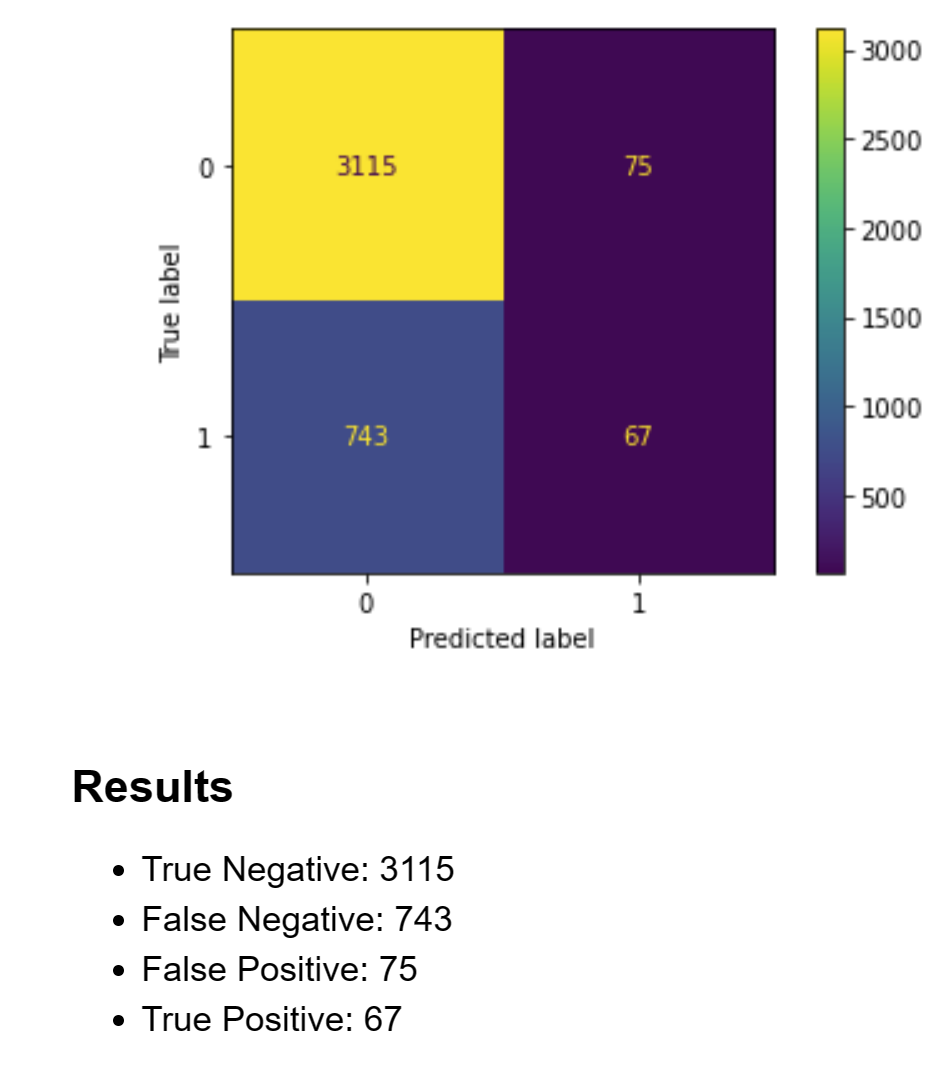 3000
2500
0
3115
75
2000
True label
1500
1000
1
743
67
500
0
1
Predicted label
Results
• True Negative: 3115
• False Negative: 743
• False Positive: 75
• True Positive: 67